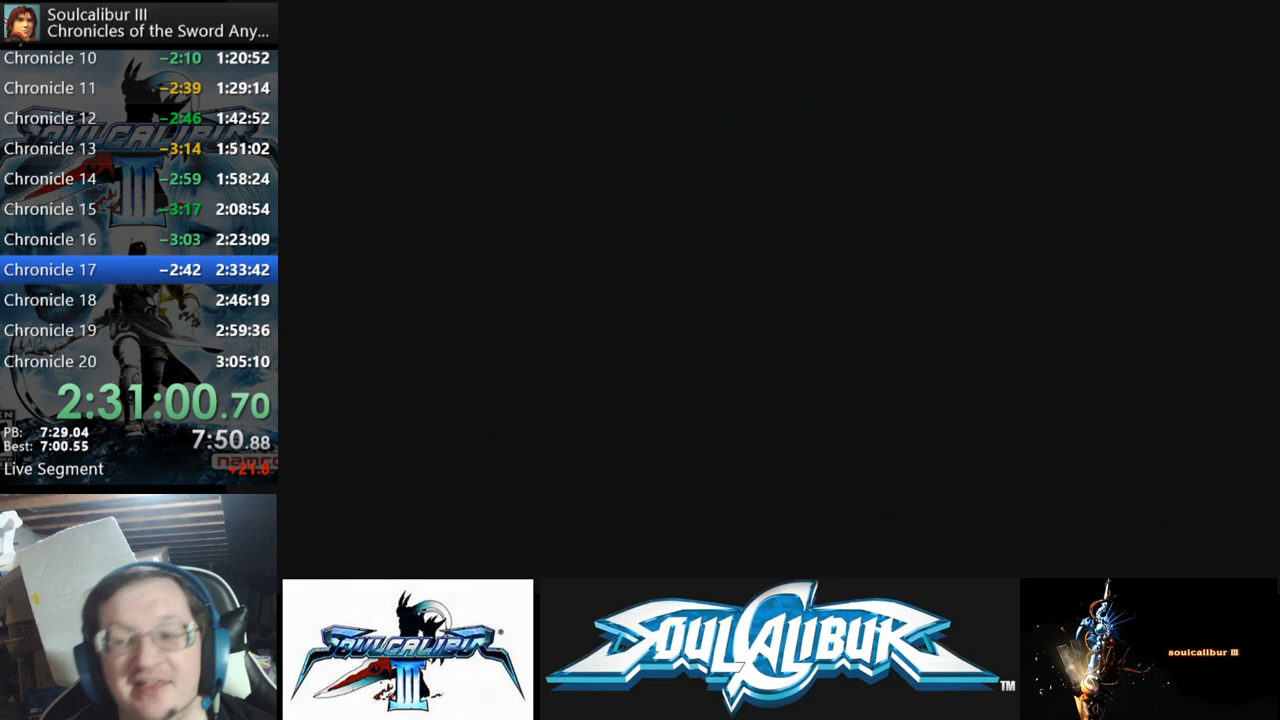 Soulcalibur III
Chronicles of the Sword Any...
Chronicle 10 −2:10 1:20:52
Chronicle 11 −2:39 1:29:14
Chronicle 12 −2:46 1:42:52
Chronicle 13 −3:14 1:51:02
Chronicle 14 −2:59 1:58:24
Chronicle 15 −3:17 2:08:54
Chronicle 16 −3:03 2:23:09
Chronicle 17 −2:42 2:33:42
Chronicle 18 2:46:19
Chronicle 19 2:59:36
Chronicle 20 3:05:10
2:31:00.70
PB: 7:29.04 7:50.88
Best: 7:00.55
Live Segment +21.8
SOULCALIBUR
III
namco
SOULCALIBUR ®
III
SOULCALIBUR ™
soulcalibur III